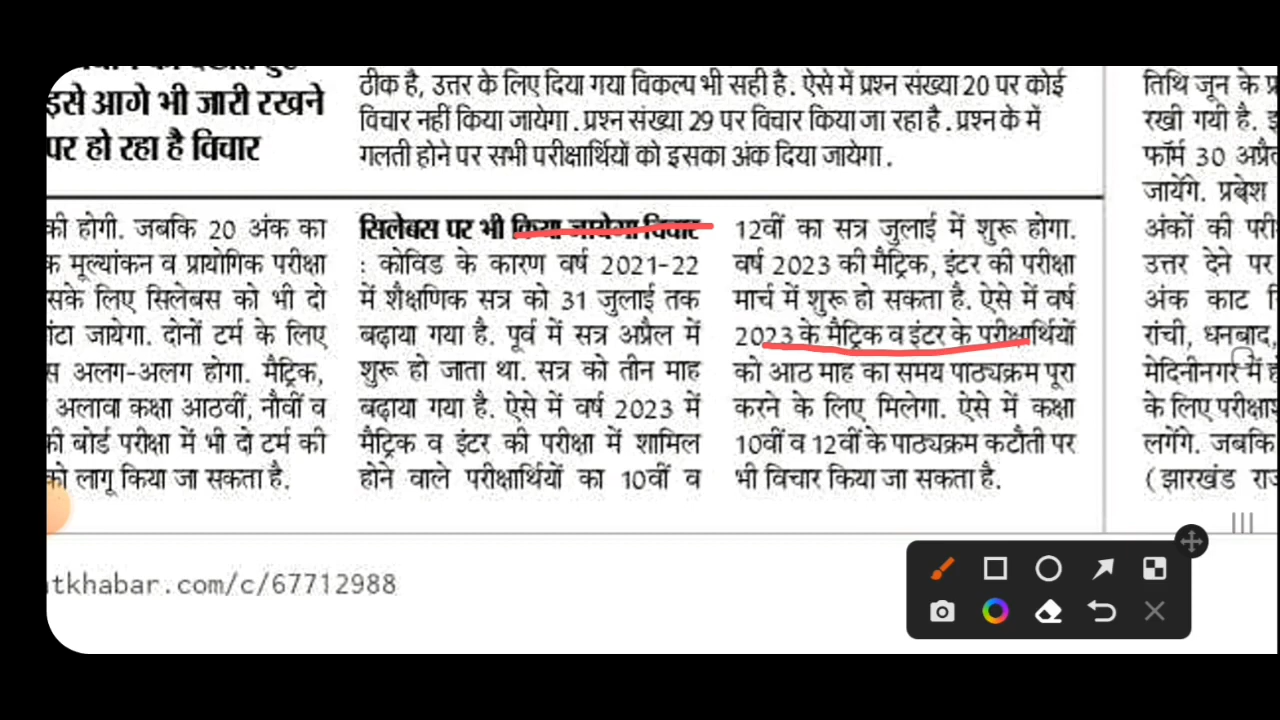 इसे आगे भी जारी रखने
पर हो रहा है विचार
ठीक है, उत्तर के लिए दिया गया विकल्प भी सही है. ऐसे में प्रश्न संख्या 20 पर कोई
विचार नहीं किया जायेगा. प्रश्न संख्या 29 पर विचार किया जा रहा है. प्रश्न के में
गलती होने पर सभी परीक्षार्थियों को इसका अंक दिया जायेगा.
की होगी. जबकि 20 अंक का
मूल्यांकन व प्रायोगिक परीक्षा
सके लिए सिलेबस को भी दो
जायेगा. दोनों टर्म के लिए
अलग-अलग होगा. मैट्रिक,
अलावा कक्षा आठवीं, नौवीं व
की बोर्ड परीक्षा में भी दो टर्म की
को लागू किया जा सकता है.
सिलेबस पर भी किया जायेगा विचार
: कोविड के कारण वर्ष 2021-22
में शैक्षणिक सत्र को 31 जुलाई तक
बढ़ाया गया है. पूर्व में सत्र अप्रैल में
शुरू हो जाता था. सत्र को तीन माह
बढ़ाया गया है. ऐसे में वर्ष 2023 में
मैट्रिक व इंटर की परीक्षा में शामिल
होने वाले परीक्षार्थियों का 10वीं व
12वीं का सत्र जुलाई में शुरू होगा.
वर्ष 2023 की मैट्रिक, इंटर की परीक्षा
मार्च में शुरू हो सकता है. ऐसे में वर्ष
2023 के मैट्रिक व इंटर के परीक्षार्थियों
को आठ माह का समय पाठ्यक्रम पूरा
करने के लिए मिलेगा. ऐसे में कक्षा
10वीं व 12वीं के पाठ्यक्रम कटौती पर
भी विचार किया जा सकता है.
तिथि जून के
रखी गयी है.
फॉर्म 30
जायेंगे. प्रवेश
अंकों की
उत्तर देने पर
अंक काट
रांची, धनबाद,
मेदिनीनगर में
के लिए
लगेंगे. जबकि
(झारखंड
tkhabar.com/c/67712988